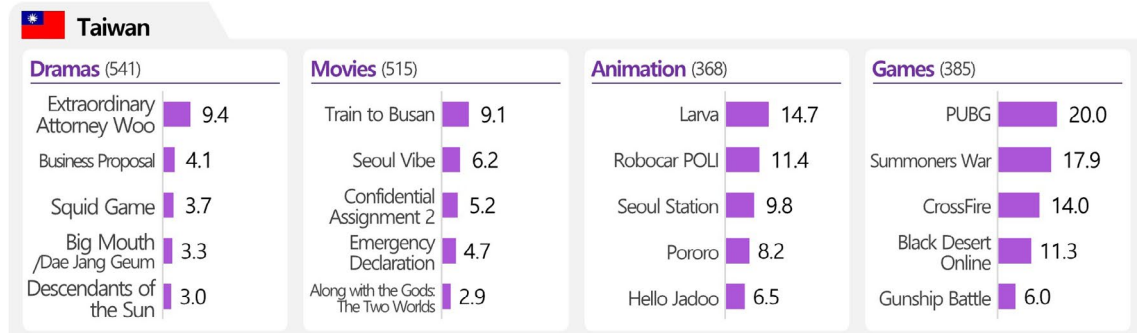 Taiwan
Dramas (541)
Extraordinary
Attorney Woo
9.4
Business Proposal
4.1
Squid Game
3.7
Big Mouth
/Dae Jang Geum
3.3
Descendants of
the Sun
3.0
Movies (515)
Train to Busan
9.1
Seoul Vibe
6.2
Confidential
Assignment 2
5.2
Emergency
Declaration
4.7
Along with the Gods:
The Two Worlds
2.9
Animation (368)
Larva
14.7
Robocar POLI
11.4
Seoul Station
9.8
Pororo
8.2
Hello Jadoo
6.5
Games (385)
PUBG
20.0
Summoners War
17.9
CrossFire
14.0
Black Desert
Online
11.3
Gunship Battle
6.0